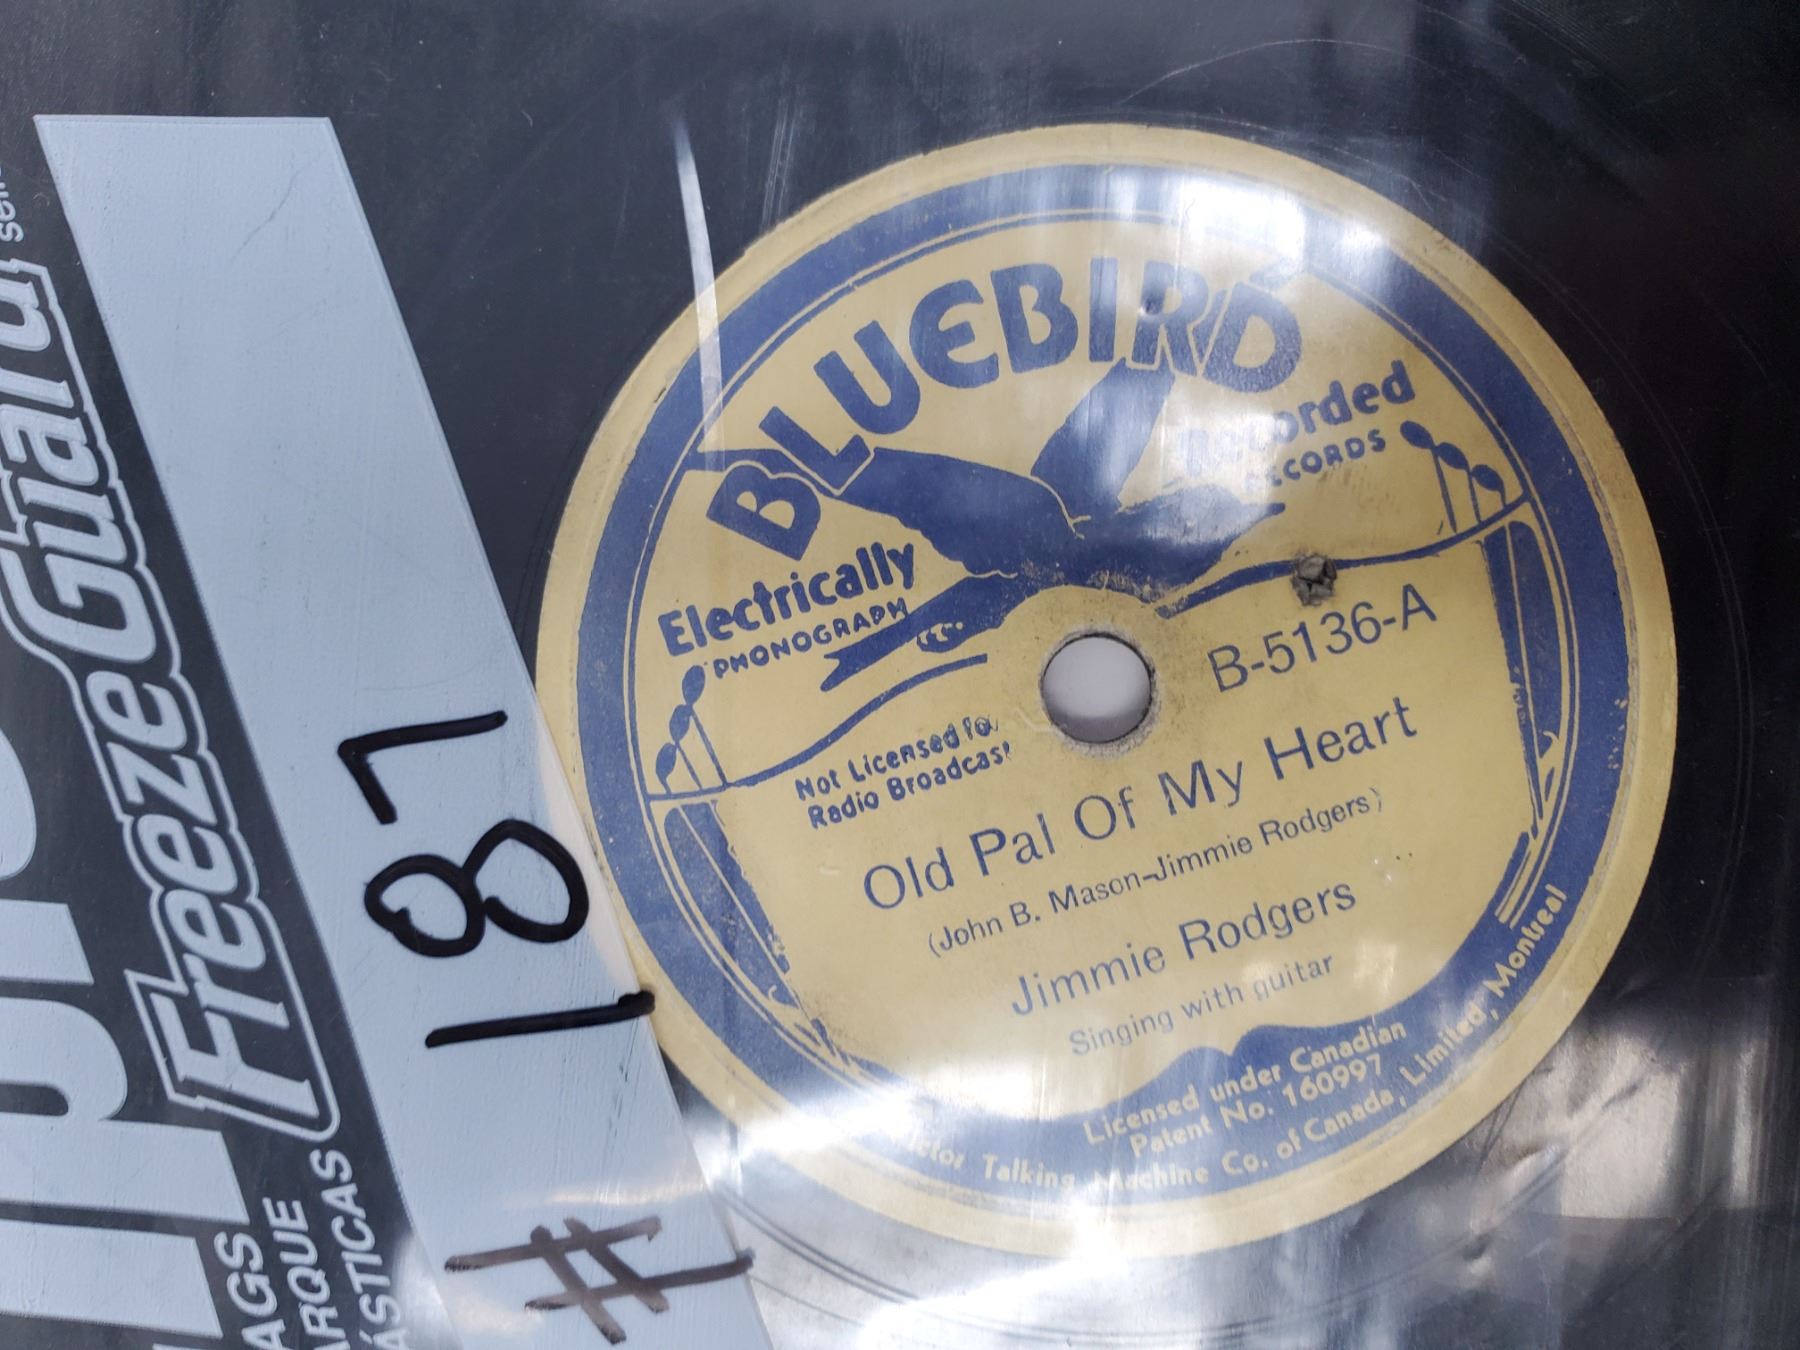 BLUEBIRD
Electrically Recorded
PHONOGRAPH RECORDS
B-5136-A
Not Licensed for
Radio Broadcast
Old Pal Of My Heart
(John B. Mason-Jimmie Rodgers)
Jimmie Rodgers
Singing with guitar
Licensed under Canadian
Patent No. 160997
Victor Talking Machine Co. of Canada, Limited, Montreal
# 187
FreezeGuard